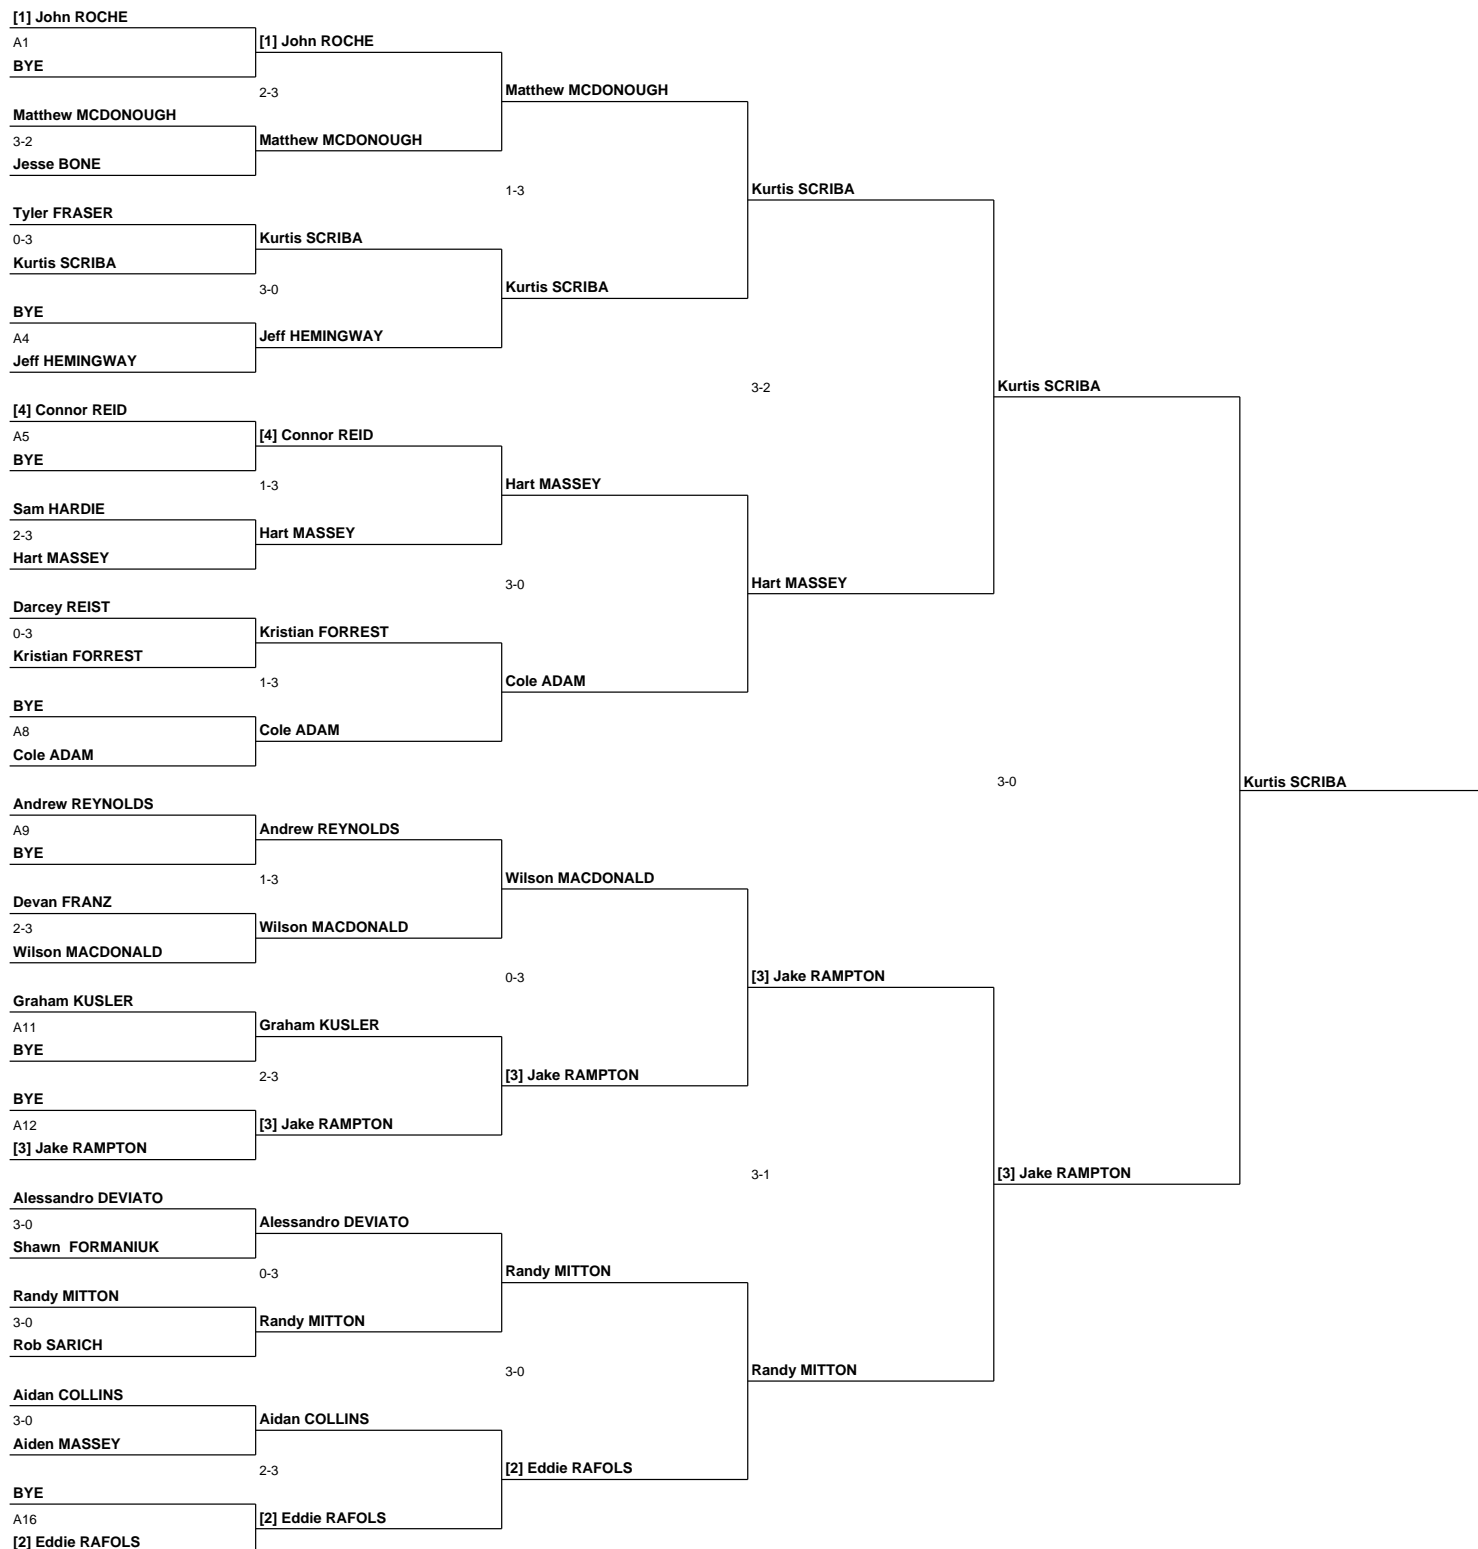 [1] John ROCHE
A1
BYE
Matthew MCDONOUGH
3-2
Jesse BONE
Tyler FRASER
0-3
Kurtis SCRIBA
BYE
A4
Jeff HEMINGWAY
[4] Connor REID
A5
BYE
Sam HARDIE
2-3
Hart MASSEY
Darcey REIST
0-3
Kristian FORREST
BYE
A8
Cole ADAM
Andrew REYNOLDS
A9
BYE
Devan FRANZ
2-3
Wilson MACDONALD
Graham KUSLER
A11
BYE
BYE
A12
[3] Jake RAMPTON
Alessandro DEVIATO
3-0
Shawn  FORMANIUK
Randy MITTON
3-0
Rob SARICH
Aidan COLLINS
3-0
Aiden MASSEY
BYE
A16
[2] Eddie RAFOLS
[1] John ROCHE
2-3
Matthew MCDONOUGH
Kurtis SCRIBA
3-0
Jeff HEMINGWAY
[4] Connor REID
1-3
Hart MASSEY
Kristian FORREST
1-3
Cole ADAM
Andrew REYNOLDS
1-3
Wilson MACDONALD
Graham KUSLER
2-3
[3] Jake RAMPTON
Alessandro DEVIATO
0-3
Randy MITTON
Aidan COLLINS
2-3
[2] Eddie RAFOLS
Matthew MCDONOUGH
1-3
Kurtis SCRIBA
Hart MASSEY
3-0
Cole ADAM
Wilson MACDONALD
0-3
[3] Jake RAMPTON
Randy MITTON
3-0
[2] Eddie RAFOLS
Kurtis SCRIBA
3-2
Hart MASSEY
[3] Jake RAMPTON
3-1
Randy MITTON
Kurtis SCRIBA
3-0
[3] Jake RAMPTON
Kurtis SCRIBA